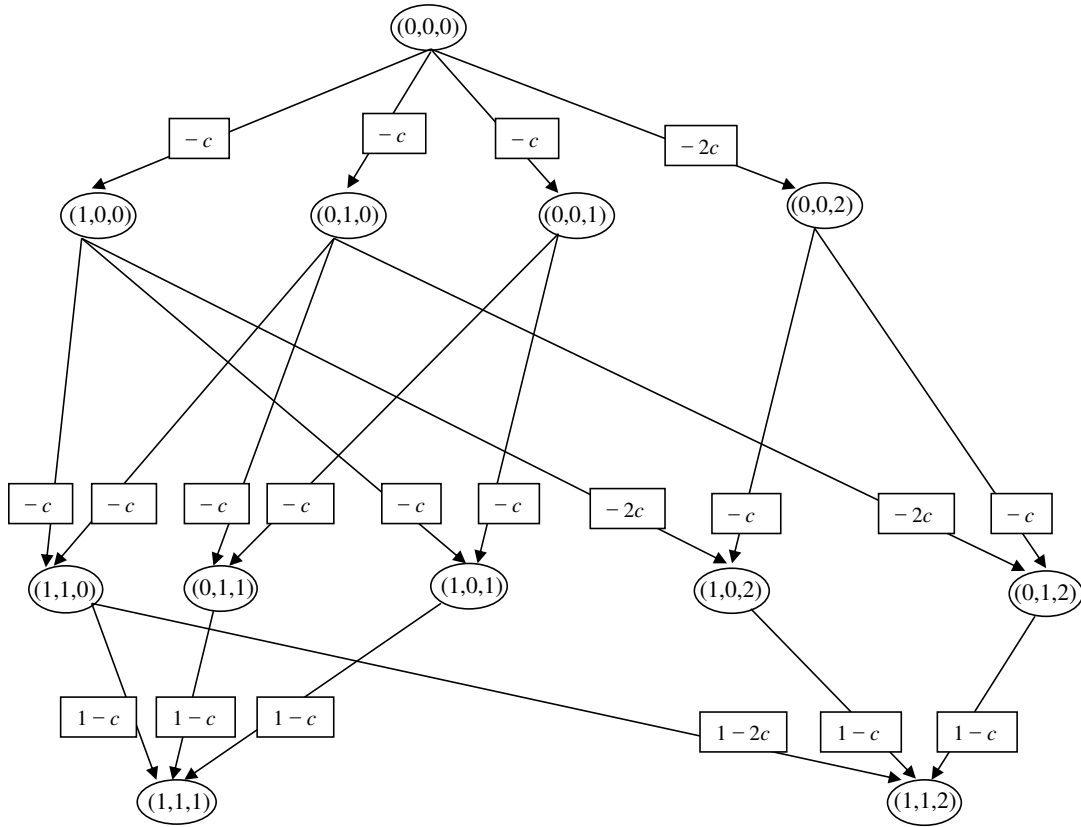 (0,0,0)
− c
− c
− c
− 2c
(1,0,0)
(0,1,0)
(0,0,1)
(0,0,2)
− c
− c
− c
− c
− c
− c
− 2c
− c
− 2c
− c
(1,1,0)
(0,1,1)
(1,0,1)
(1,0,2)
(0,1,2)
1 − c
1 − c
1 − c
1 − 2c
1 − c
1 − c
(1,1,1)
(1,1,2)